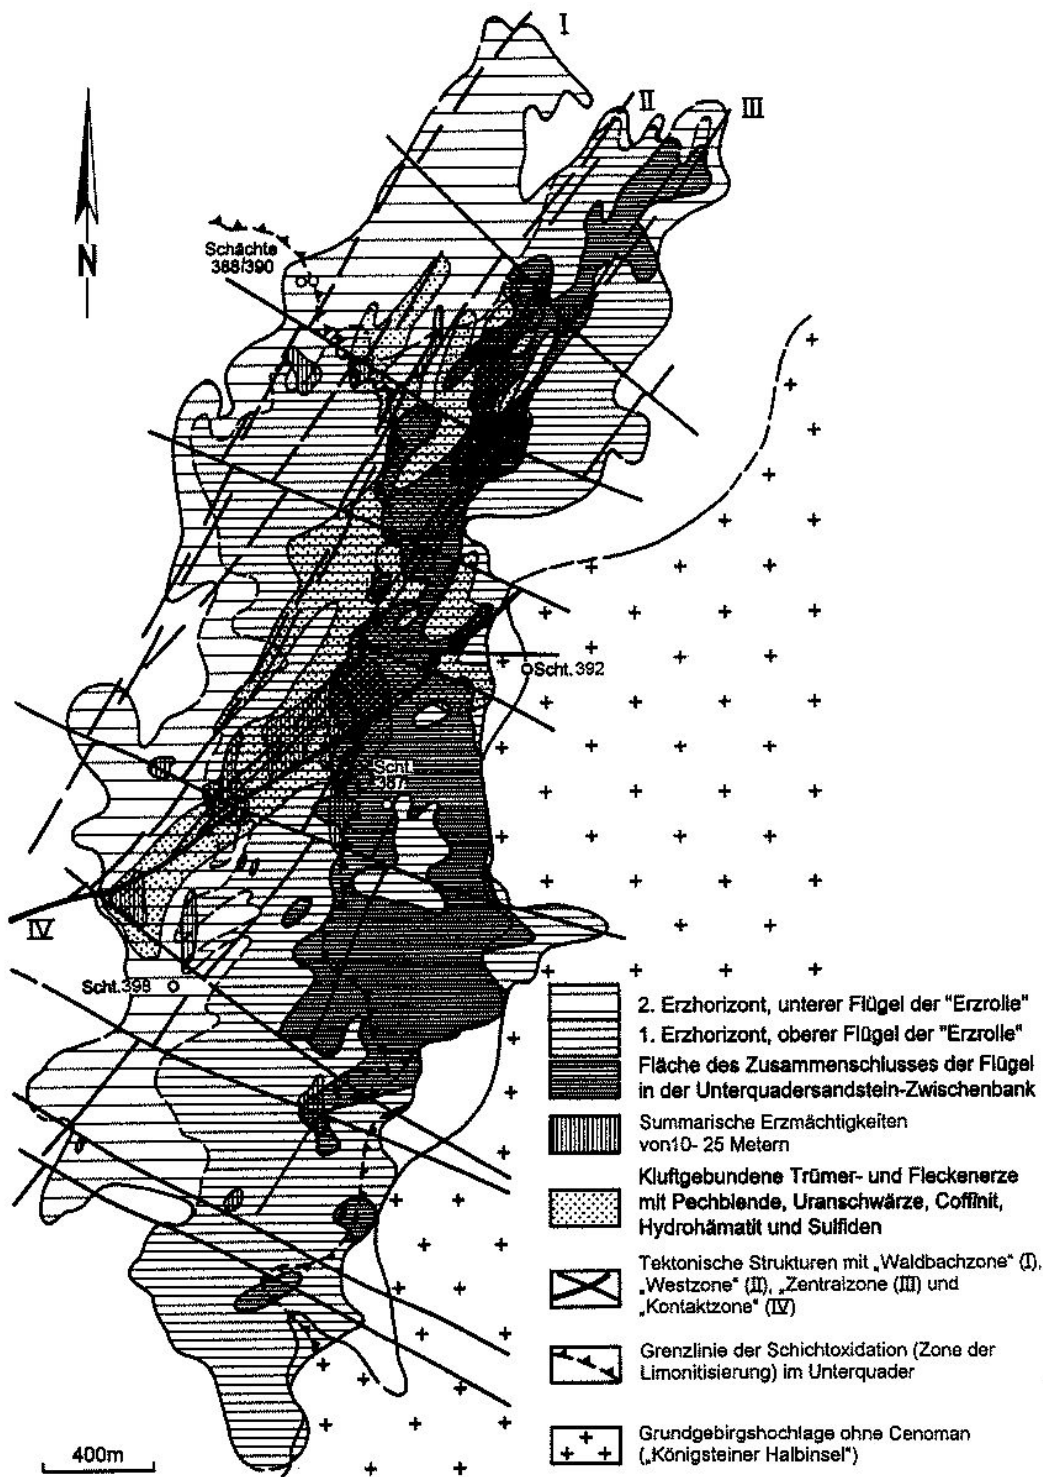 I
II
III
N
Schächte
388/390
Scht. 392
Scht.
387
IV
Scht. 398
2. Erzhorizont, unterer Flügel der "Erzrolle"
1. Erzhorizont, oberer Flügel der "Erzrolle"
Fläche des Zusammenschlusses der Flügel
in der Unterquadersandstein-Zwischenbank
Summarische Erzmächtigkeiten
von10- 25 Metern
Kluftgebundene Trümer- und Fleckenerze
mit Pechblende, Uranschwärze, Coffinit,
Hydrohämatit und Sulfiden
Tektonische Strukturen mit „Waldbachzone“ (I),
„Westzone“ (II), „Zentralzone (III) und
„Kontaktzone“ (IV)
Grenzlinie der Schichtoxidation (Zone der
Limonitisierung) im Unterquader
Grundgebirgshochlage ohne Cenoman
(„Königsteiner Halbinsel“)
400m